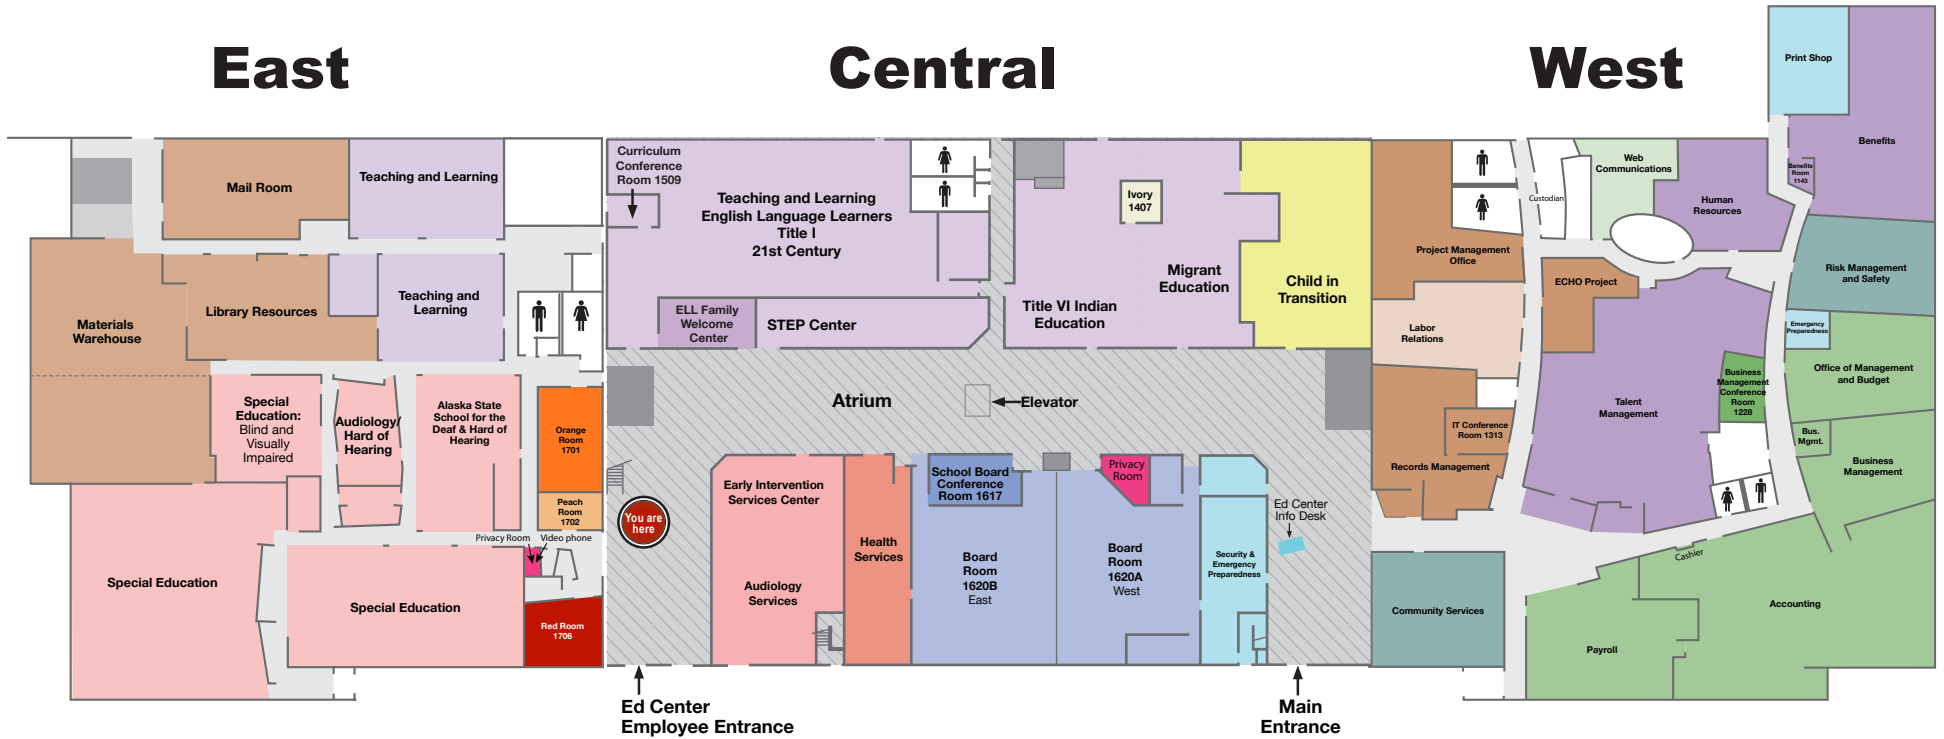 East
Central
West
Mail Room
Teaching and Learning
Materials
Warehouse
Library Resources
Teaching and
Learning
Special
Education:
Blind and
Visually
Impaired
Audiology/
Hard of
Hearing
Alaska State
School for the
Deaf & Hard of
Hearing
Orange
Room
1701
Peach
Room
1702
Privacy Room
Video phone
Special Education
Special Education
Red Room
1706
Curriculum
Conference
Room 1509
Teaching and Learning
English Language Learners
Title I
21st Century
ELL Family
Welcome
Center
STEP Center
Ivory
1407
Migrant
Education
Title VI Indian
Education
Child in
Transition
Atrium
Elevator
You are
here
Early Intervention
Services Center
Audiology
Services
Health
Services
School Board
Conference
Room 1617
Board
Room
1620B
East
Privacy
Room
Board
Room
1620A
West
Security &
Emergency
Preparedness
Ed Center
Info Desk
Ed Center
Employee Entrance
Main
Entrance
Print Shop
Benefits
Benefits
Room
1143
Web
Communications
Custodian
Human
Resources
Project Management
Office
ECHO Project
Risk Management
and Safety
Labor
Relations
Emergency
Preparedness
Office of Management
and Budget
Business
Management
Conference
Room
1228
Talent
Management
IT Conference
Room 1313
Records Management
Bus.
Mgmt.
Business
Management
Cashier
Community Services
Accounting
Payroll